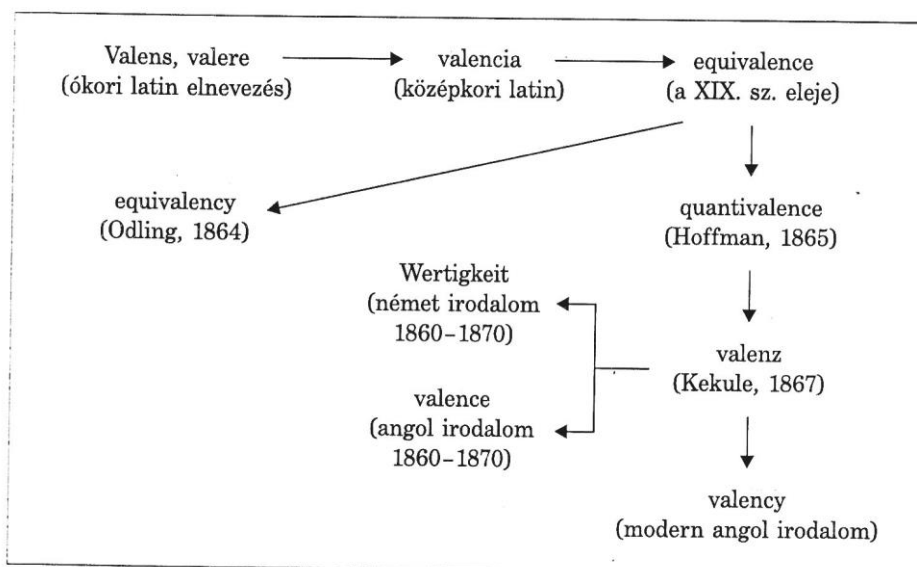 Valens, valere
(ókori latin elnevezés)
valencia
(középkori latin)
equivalence
(a XIX. sz. eleje)
equivalency
(Odling, 1864)
quantivalence
(Hoffman, 1865)
Wertigkeit
(német irodalom
1860–1870)
valenz
(Kekule, 1867)
valence
(angol irodalom
1860–1870)
valency
(modern angol irodalom)